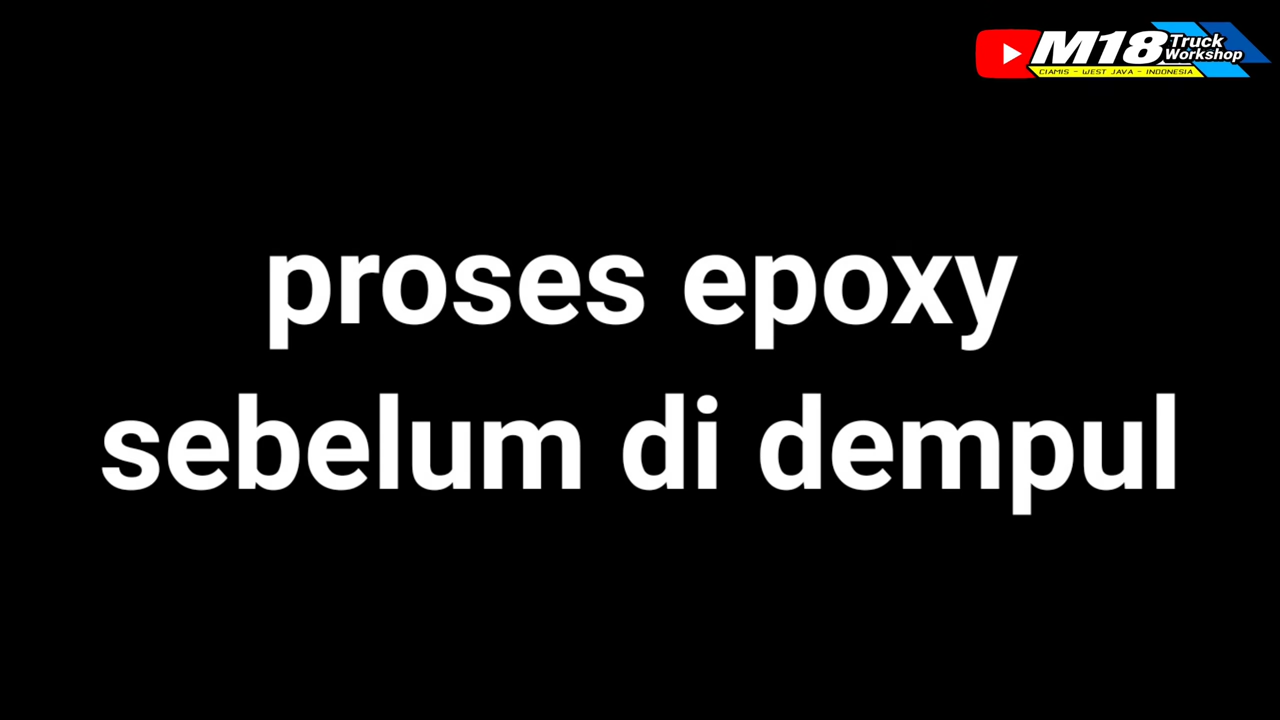 M18 Truck
Workshop
CIAMIS - WEST JAVA - INDONESIA
proses epoxy
sebelum di dempul